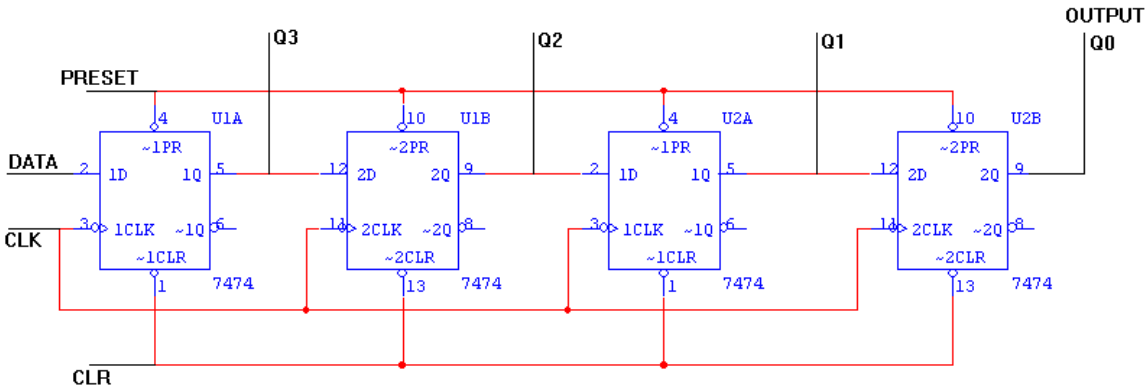 OUTPUT
Q3 Q2 Q1 Q0
PRESET
4 U1A 10 U1B 4 U2A 10 U2B
~1PR ~2PR ~1PR ~2PR
DATA 2 1D 1Q 5 12 2D 2Q 9 2 1D 1Q 5 12 2D 2Q 9
CLK 3 1CLK ~1Q 6 11 2CLK ~2Q 8 3 1CLK ~1Q 6 11 2CLK ~2Q 8
~1CLR ~2CLR ~1CLR ~2CLR
1 7474 13 7474 1 7474 13 7474
CLR